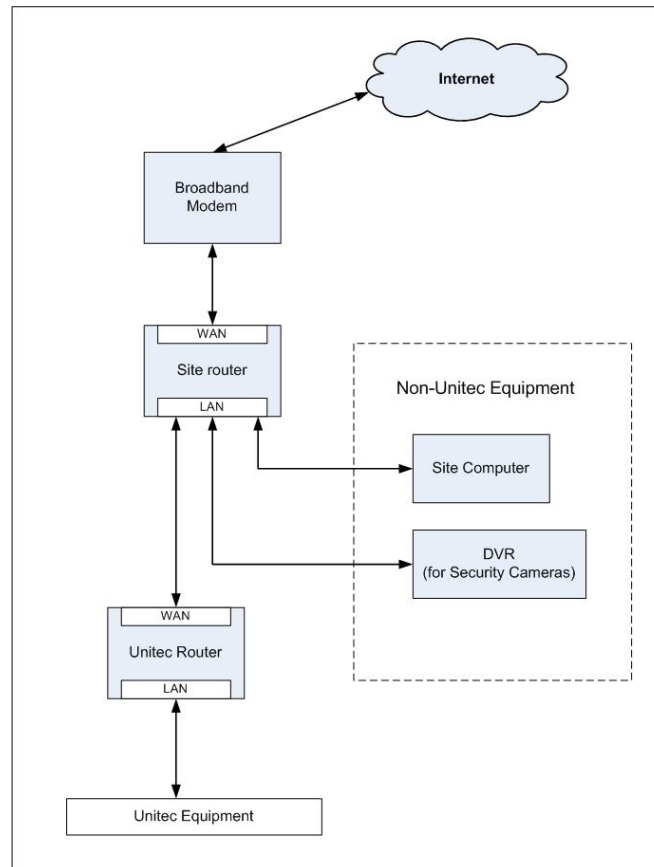 Internet
Broadband
Modem
WAN
Site router
LAN
Non-Unitec Equipment
Site Computer
DVR
(for Security Cameras)
WAN
Unitec Router
LAN
Unitec Equipment